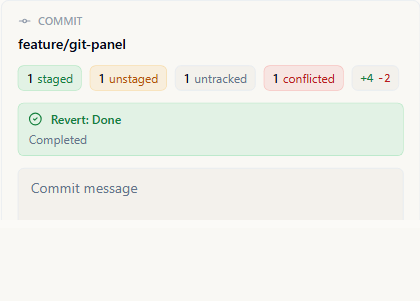 COMMIT
feature/git-panel
1 staged 1 unstaged 1 untracked 1 conflicted +4 -2
Revert: Done
Completed
Commit message